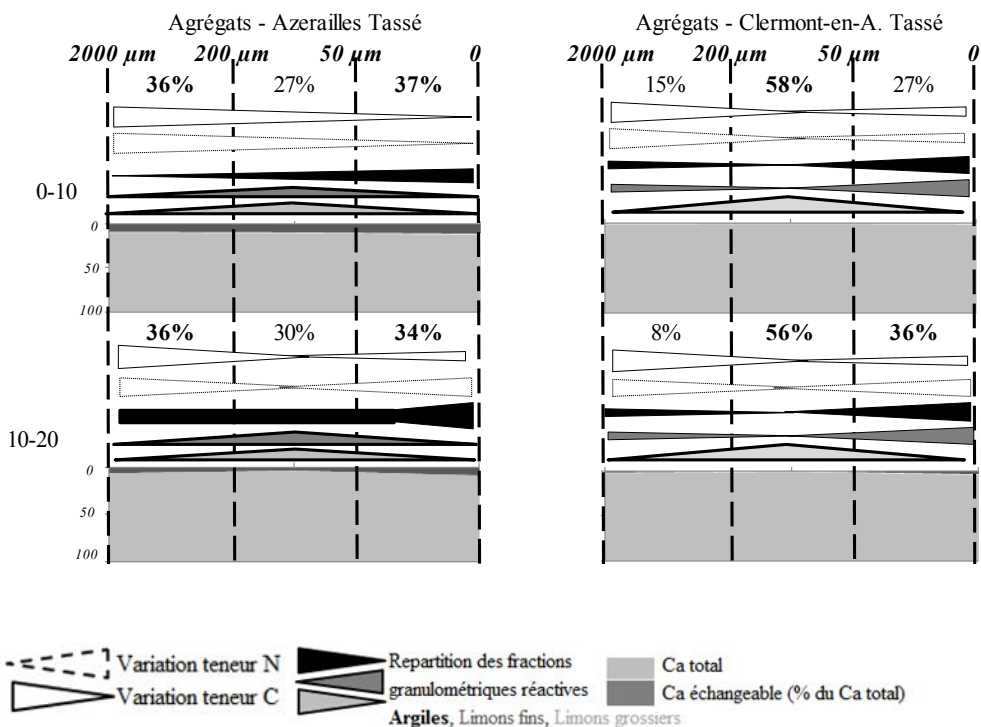 Agrégats - Azerailles Tassé Agrégats - Clermont-en-A. Tassé
2000 µm 200 µm 50 µm 0 2000 µm 200 µm 50 µm 0
36% 27% 37% 15% 58% 27%
0-10
0
50
100
36% 30% 34% 8% 56% 36%
10-20
0
50
100
Variation teneur N Repartition des fractions Ca total
Variation teneur C granulométriques réactives Ca échangeable (% du Ca total)
Argiles, Limons fins, Limons grossiers